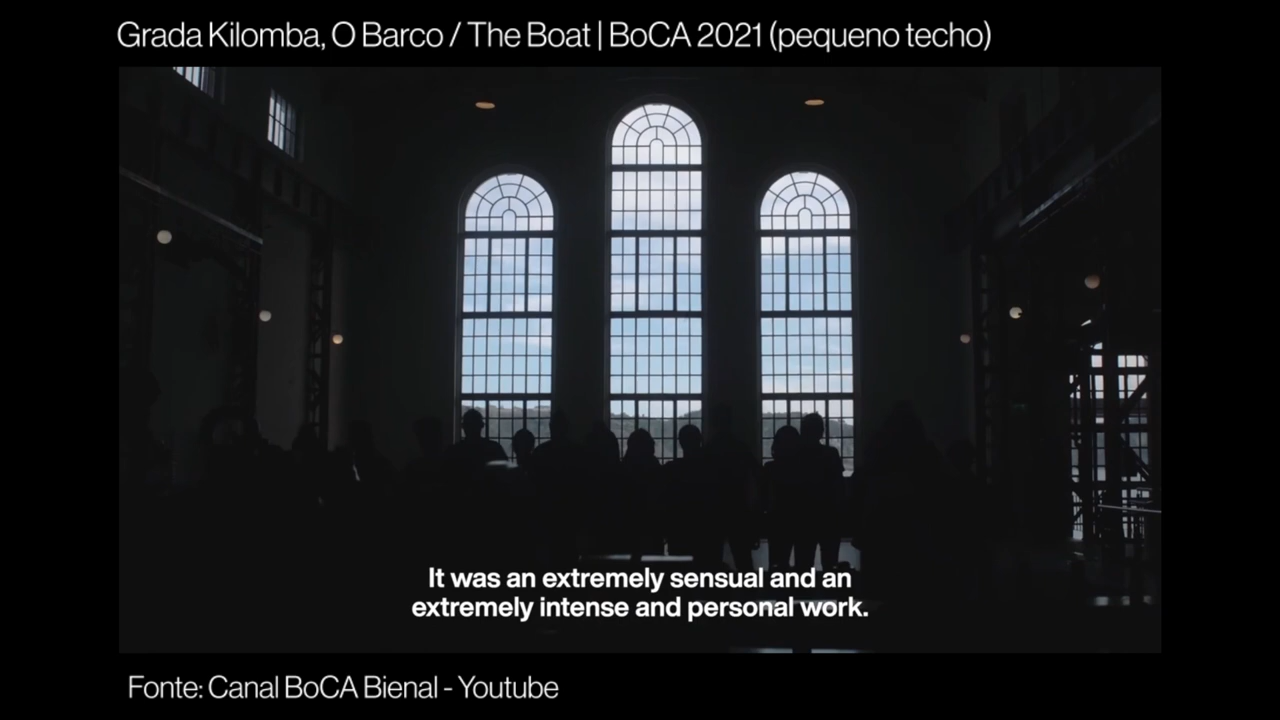 Grada Kilomba, O Barco / The Boat | BoCA 2021 (pequeno techo)
It was an extremely sensual and an
extremely intense and personal work.
Fonte: Canal BoCA Bienal - Youtube